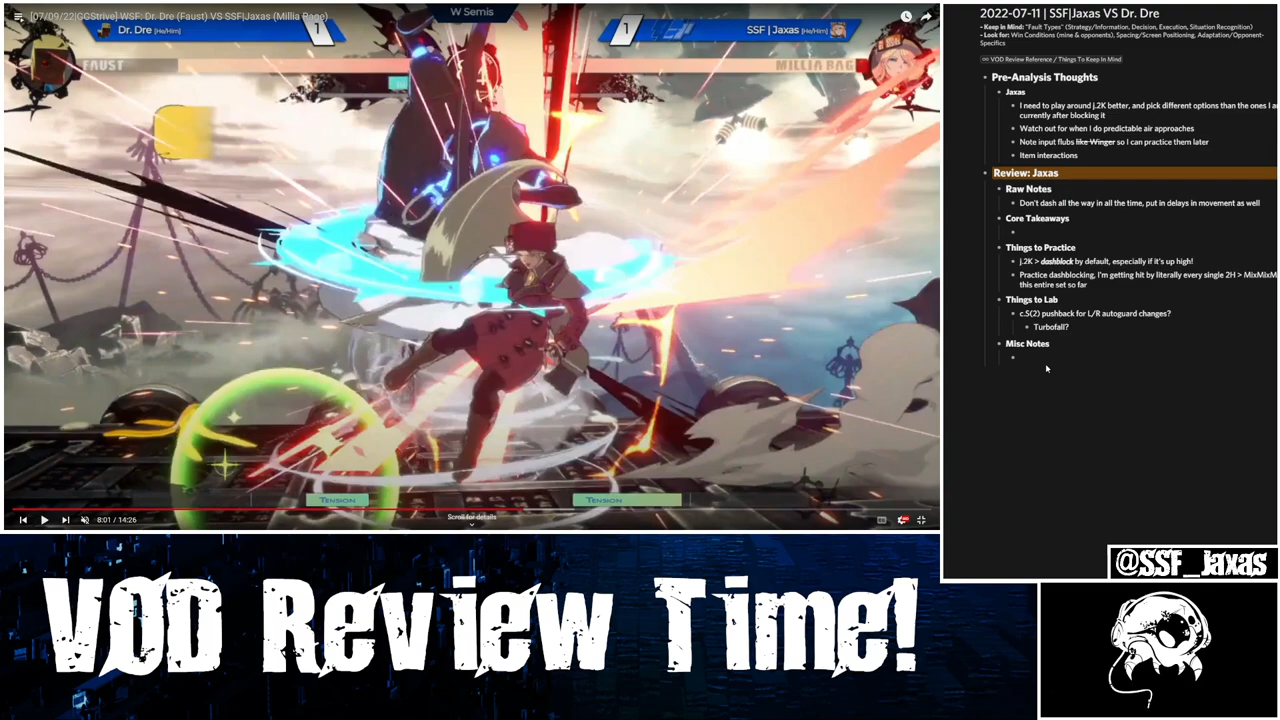 [07/09/22|GGStrive] WSF: Dr. Dre (Faust) VS SSF|Jaxas (Millia Rage)
W Semis
Dr. Dre [He/Him]
1
1
SSF | Jaxas [He/Him]
FAUST
MILLIA RAG
TENSION
TENSION
8:01 / 14:26
Scroll for details
2022-07-11 | SSF|Jaxas VS Dr. Dre
- Keep in Mind: "Fault Types" (Strategy/Information, Decision, Execution, Situation Recognition)
- Look for: Win Conditions (mine & opponents), Spacing/Screen Positioning, Adaptation/Opponent-
Specifics
VOD Review Reference / Things To Keep In Mind
Pre-Analysis Thoughts
Jaxas
I need to play around j.2K better, and pick different options than the ones I a
currently after blocking it
Watch out for when I do predictable air approaches
Note input flubs like Winger so I can practice them later
Item interactions
Review: Jaxas
Raw Notes
Don't dash all the way in all the time, put in delays in movement as well
Core Takeaways
Things to Practice
j.2K > dashblock by default, especially if it's up high!
Practice dashblocking, I'm getting hit by literally every single 2H > MixMixM
this entire set so far
Things to Lab
c.S(2) pushback for L/R autoguard changes?
Turbofall?
Misc Notes
@SSF_Jaxas
VOD Review Time!